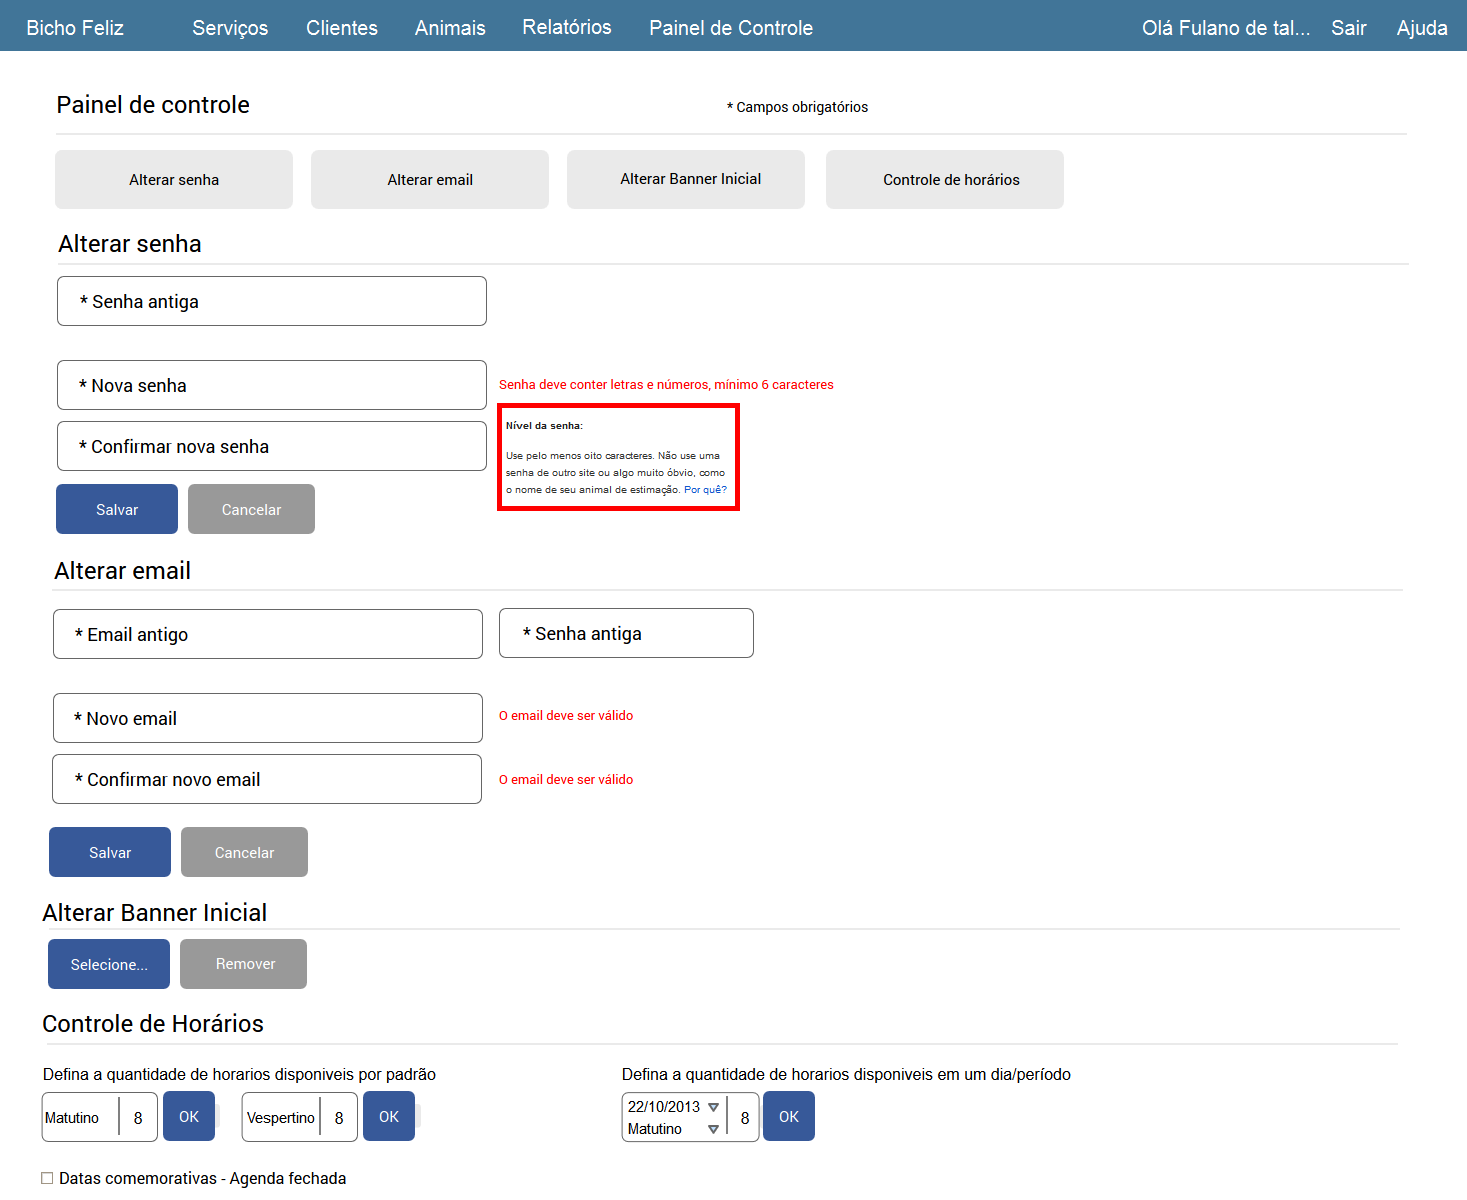 Bicho Feliz Serviços Clientes Animais Relatórios Painel de Controle Olá Fulano de tal... Sair Ajuda
Painel de controle * Campos obrigatórios
Alterar senha Alterar email Alterar Banner Inicial Controle de horários
Alterar senha
* Senha antiga
* Nova senha Senha deve conter letras e números, mínimo 6 caracteres
* Confirmar nova senha
Nível da senha:
Use pelo menos oito caracteres. Não use uma
senha de outro site ou algo muito óbvio, como
o nome de seu animal de estimação. Por quê?
Salvar Cancelar
Alterar email
* Email antigo * Senha antiga
* Novo email O email deve ser válido
* Confirmar novo email O email deve ser válido
Salvar Cancelar
Alterar Banner Inicial
Selecione... Remover
Controle de Horários
Defina a quantidade de horarios disponiveis por padrão Defina a quantidade de horarios disponiveis em um dia/período
Matutino 8 OK Vespertino 8 OK
22/10/2013
Matutino 8 OK
Datas comemorativas - Agenda fechada